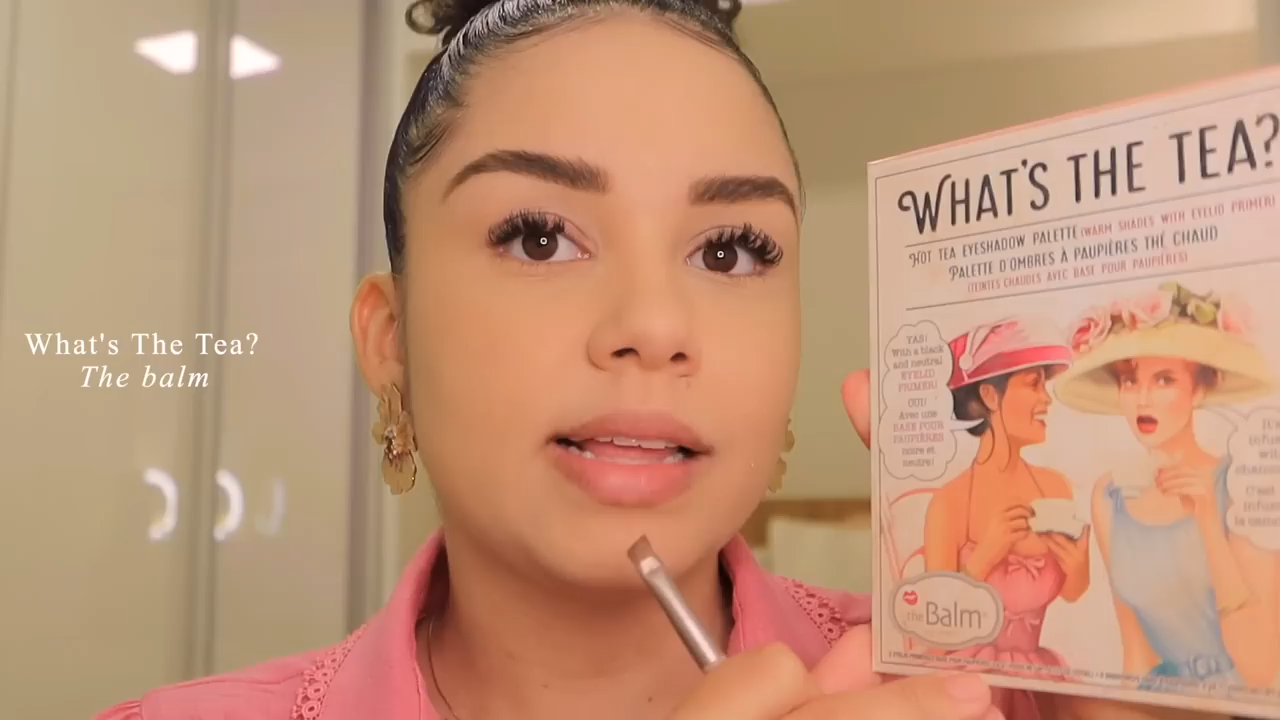 What's The Tea?
The balm
WHAT'S THE TEA?
HOT TEA EYESHADOW PALETTE (WARM SHADES WITH EYELID PRIMER)
PALETTE D'OMBRES À PAUPIÈRES THÉ CHAUD
(TEINTES CHAUDES AVEC BASE POUR PAUPIÈRES)
YAS!
With a black
and neutral
EYELID
PRIMER!
OUI!
Avec une
BASE POUR
PAUPIÈRES
noire et
neutre!
theBalm®